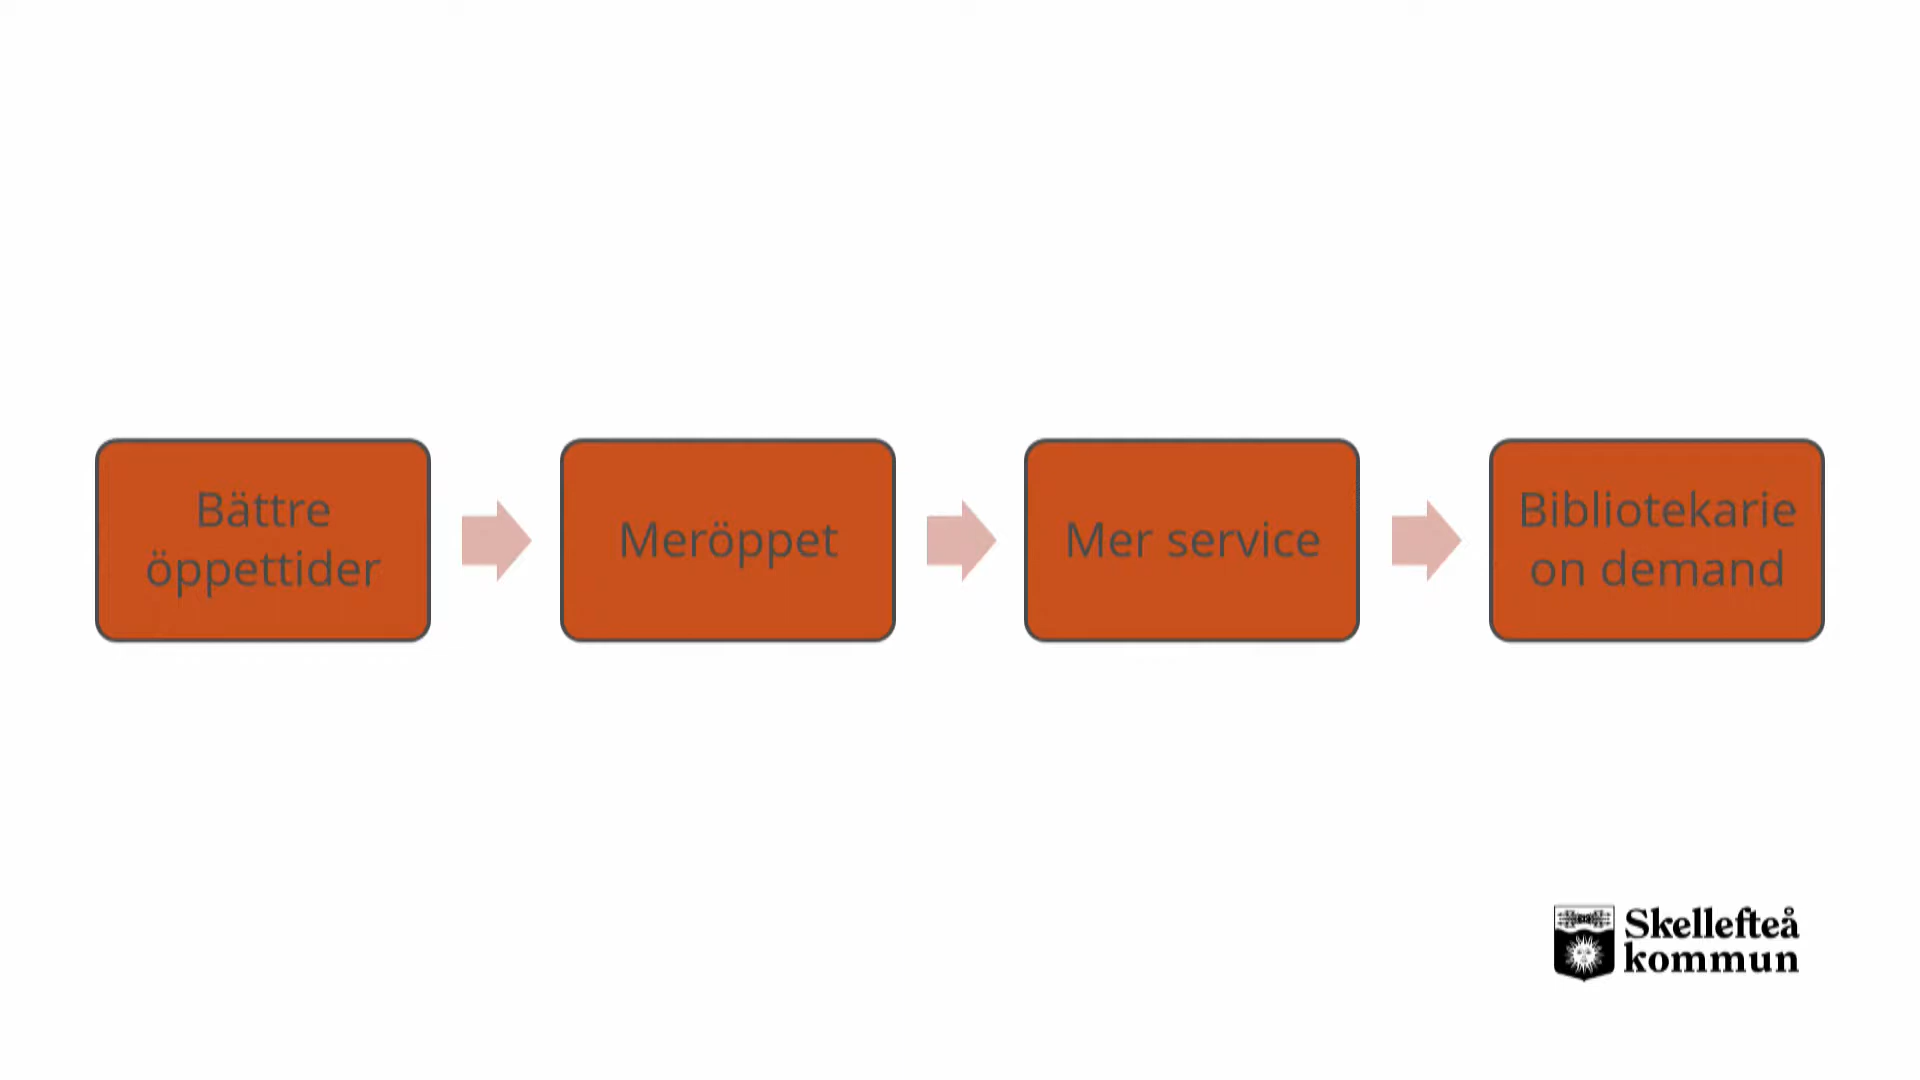 Bättre
öppettider
Meröppet
Mer service
Bibliotekarie
on demand
Skellefteå
kommun